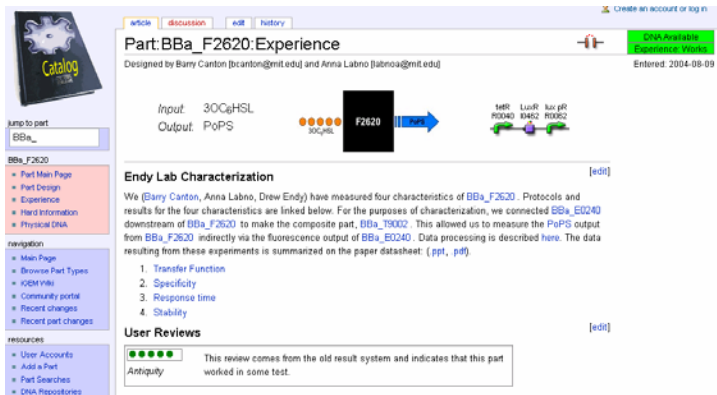 Create an account or log in
article discussion edit history
Part:BBa_F2620:Experience
DNA Available
Experience: Works
Designed by Barry Canton [bcanton@mit.edu] and Anna Labno [labnoa@mit.edu]
Entered: 2004-08-09
Catalog
Input: 3OC6HSL
Output: PoPS
3OC6HSL
F2620
PoPS
tetR LuxR lux pR
R0040 I0462 R0062
jump to part
BBa_
BBa_F2620
Part Main Page
Part Design
Experience
Hard Information
Physical DNA
navigation
Main Page
Browse Part Types
iGEM Wiki
Community portal
Recent changes
Recent part changes
resources
User Accounts
Add a Part
Part Searches
DNA Repositories
Endy Lab Characterization
[edit]
We (Barry Canton, Anna Labno, Drew Endy) have measured four characteristics of BBa_F2620. Protocols and
results for the four characteristics are linked below. For the purposes of characterization, we connected BBa_E0240
downstream of BBa_F2620 to make the composite part, BBa_T9002. This allowed us to measure the PoPS output
from BBa_F2620 indirectly via the fluorescence output of BBa_E0240. Data processing is described here. The data
resulting from these experiments is summarized on the paper datasheet: (.ppt, .pdf).
1. Transfer Function
2. Specificity
3. Response time
4. Stability
User Reviews
[edit]
Antiquity
This review comes from the old result system and indicates that this part
worked in some test.